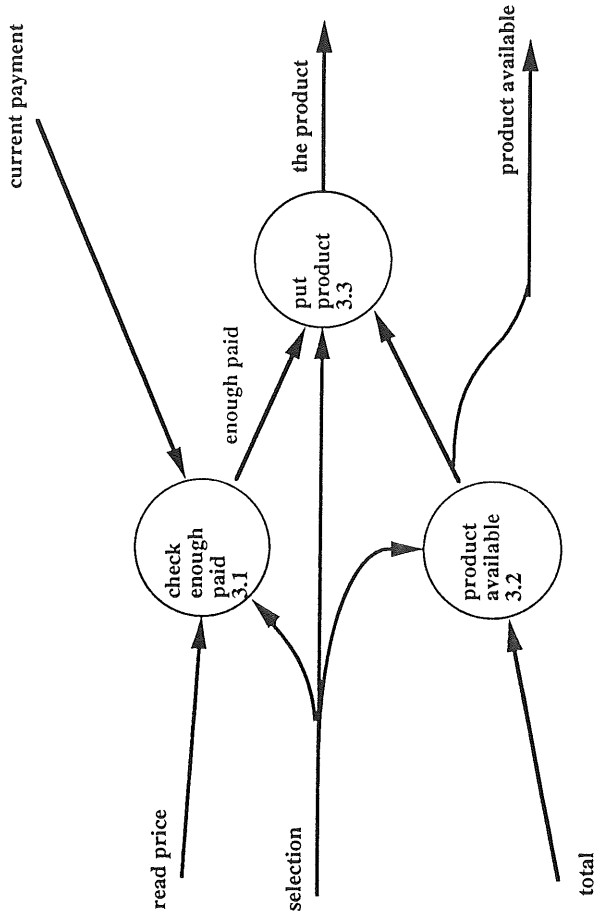 current payment
the product
product available
put
product
3.3
enough paid
check
enough
paid
3.1
product
available
3.2
read price
selection
total